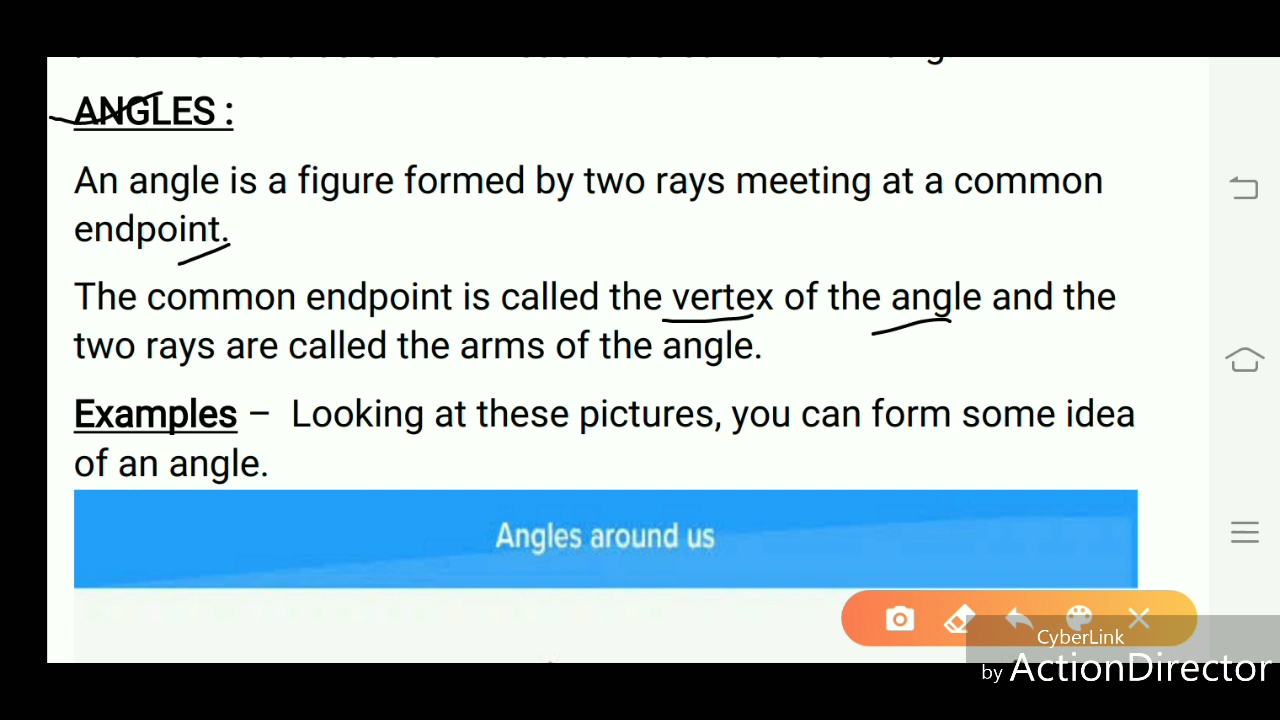 ANGLES :
An angle is a figure formed by two rays meeting at a common
endpoint.
The common endpoint is called the vertex of the angle and the
two rays are called the arms of the angle.
Examples – Looking at these pictures, you can form some idea
of an angle.
Angles around us
CyberLink
by ActionDirector